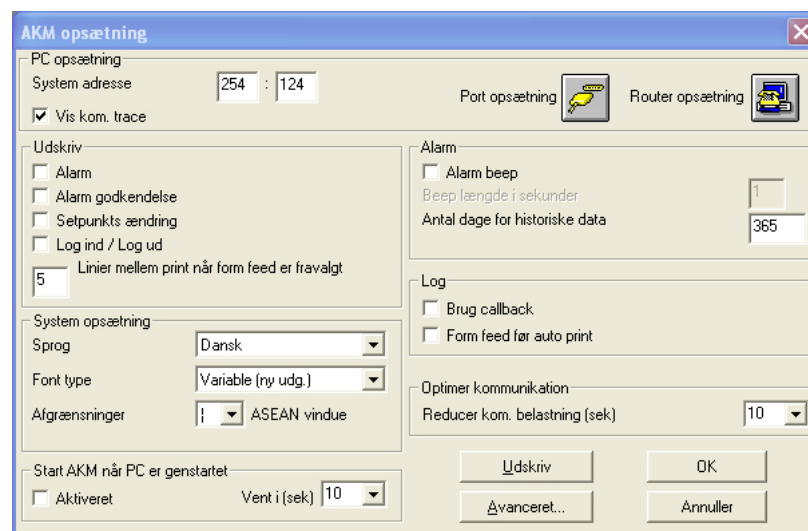 AKM opsætning
PC opsætning
System adresse 254 : 124
Port opsætning
Router opsætning
Vis kom. trace
Udskriv
Alarm
Alarm godkendelse
Setpunkts ændring
Log ind / Log ud
5 Linier mellem print når form feed er fravalgt
Alarm
Alarm beep
Beep længde i sekunder 1
Antal dage for historiske data 365
Log
Brug callback
Form feed før auto print
System opsætning
Sprog Dansk
Font type Variable (ny udg.)
Afgrænsninger ¦ ASEAN vindue
Optimer kommunikation
Reducer kom. belastning (sek) 10
Start AKM når PC er genstartet
Aktiveret Vent i (sek) 10
Udskriv
OK
Avanceret...
Annuller